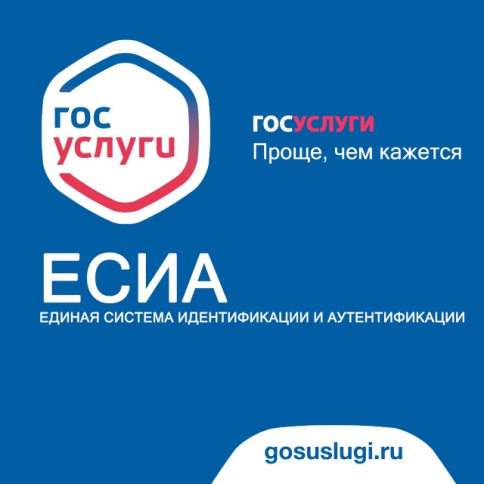 гос
услуги
ГОСУСЛУГИ
Проще, чем кажется
ЕСИА
ЕДИНАЯ СИСТЕМА ИДЕНТИФИКАЦИИ И АУТЕНТИФИКАЦИИ
gosuslugi.ru